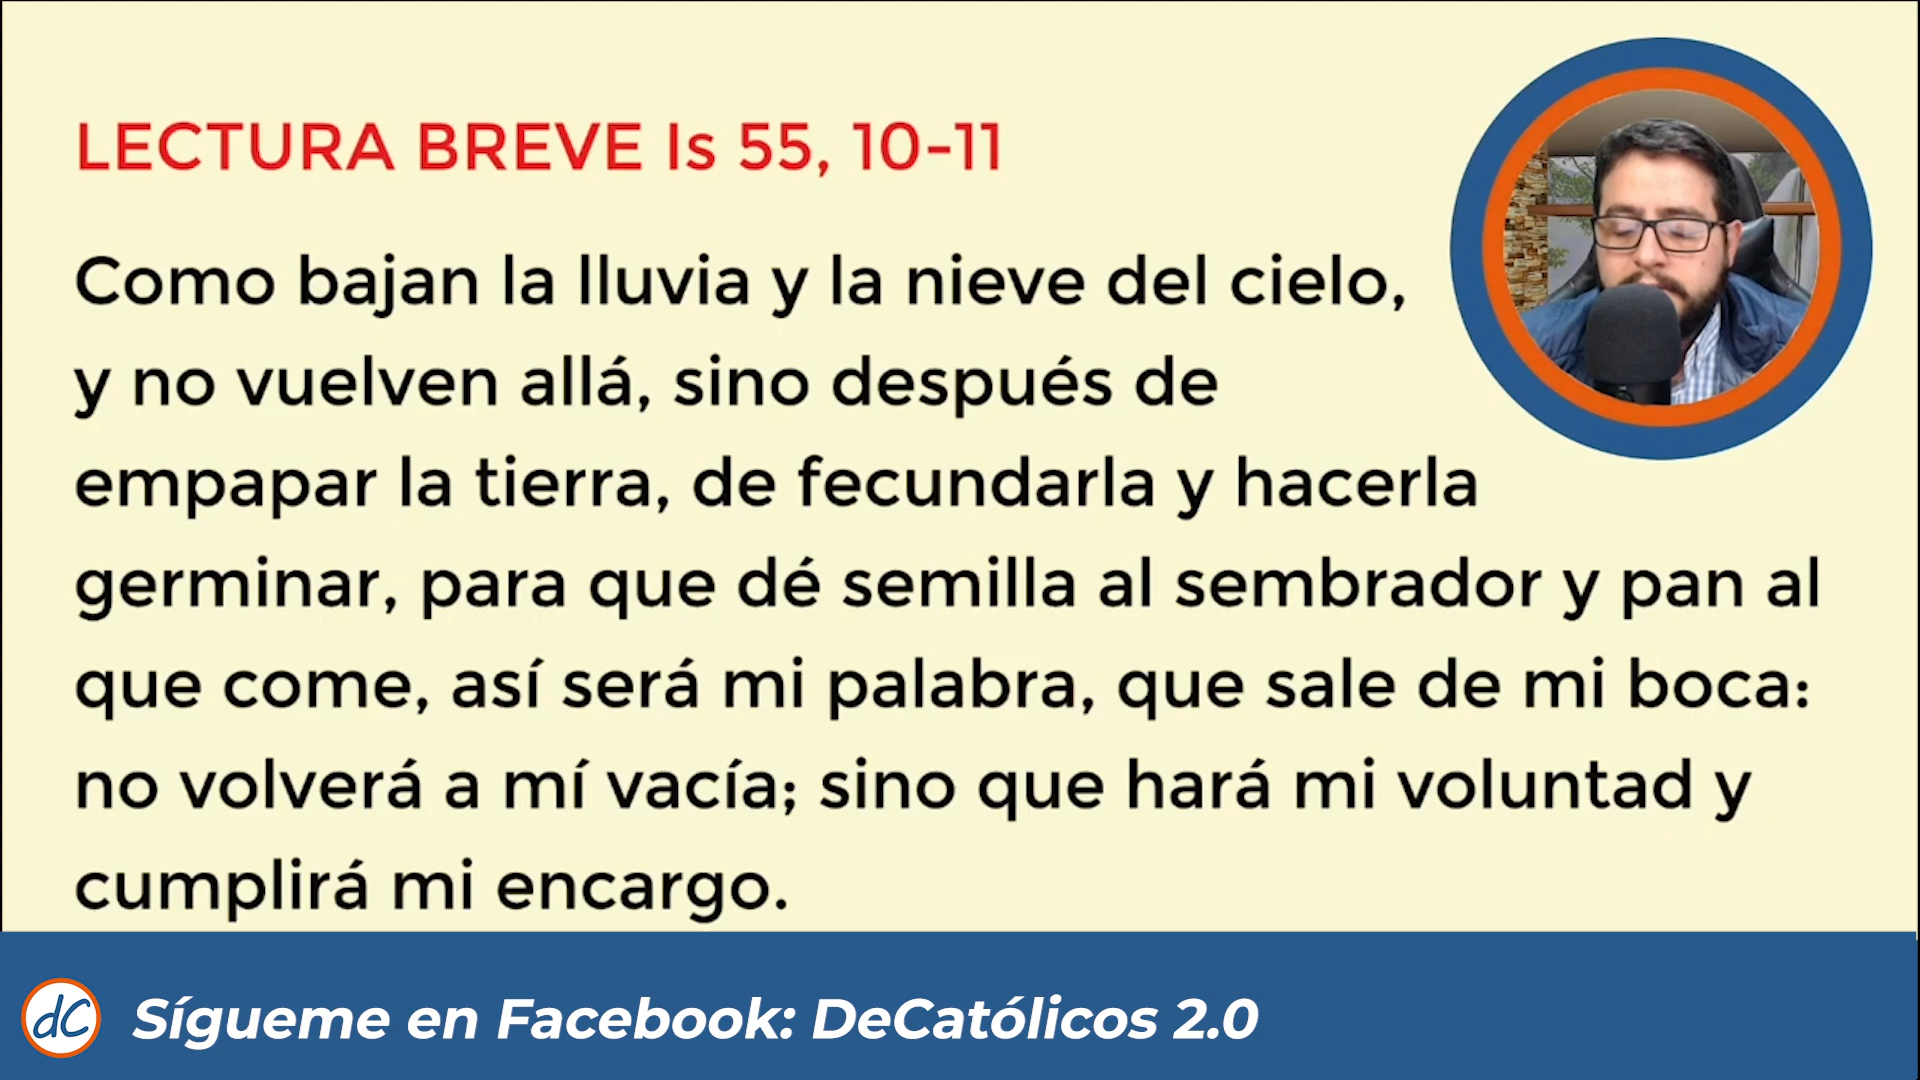 LECTURA BREVE Is 55, 10-11
Como bajan la lluvia y la nieve del cielo,
y no vuelven allá, sino después de
empapar la tierra, de fecundarla y hacerla
germinar, para que dé semilla al sembrador y pan al
que come, así será mi palabra, que sale de mi boca:
no volverá a mí vacía; sino que hará mi voluntad y
cumplirá mi encargo.
dC Sígueme en Facebook: DeCatólicos 2.0